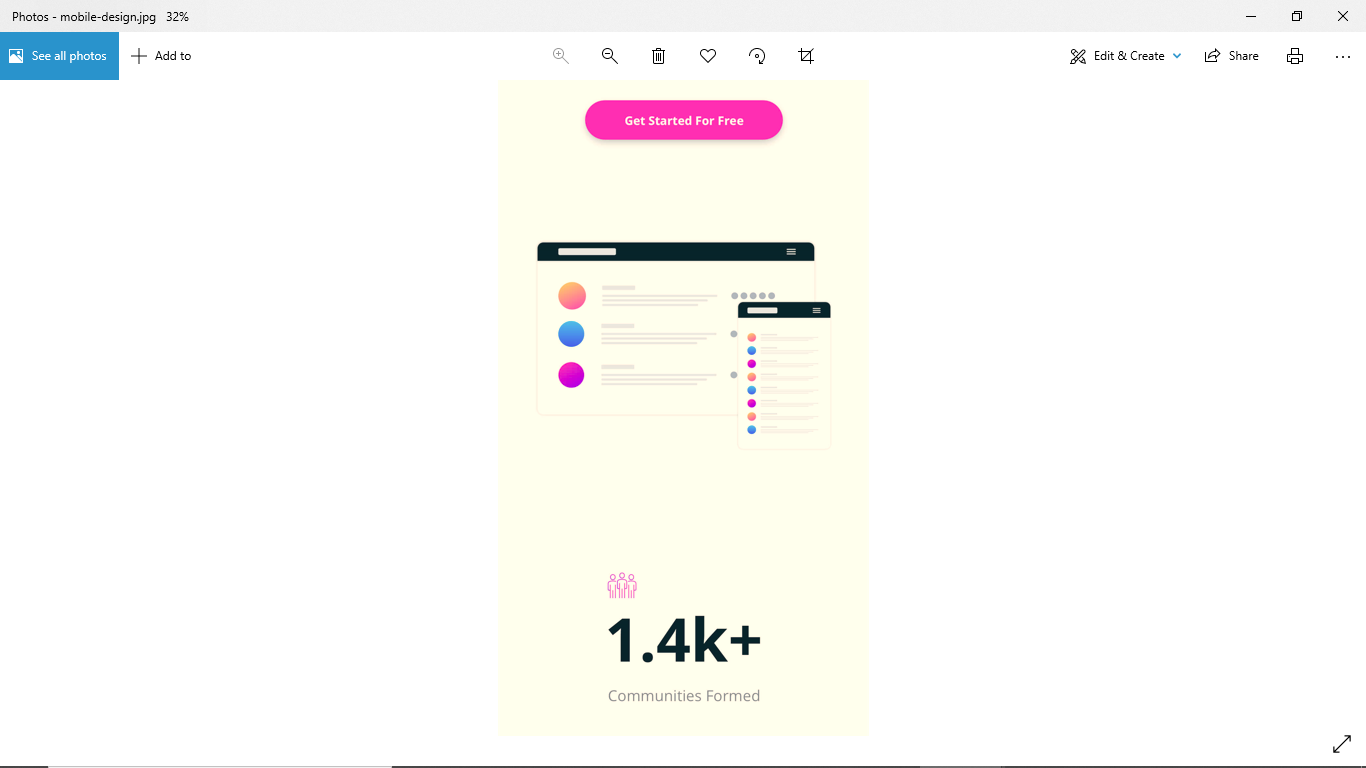 Photos - mobile-design.jpg 32%
See all photos
Add to
Edit & Create
Share
Get Started For Free
1.4k+
Communities Formed